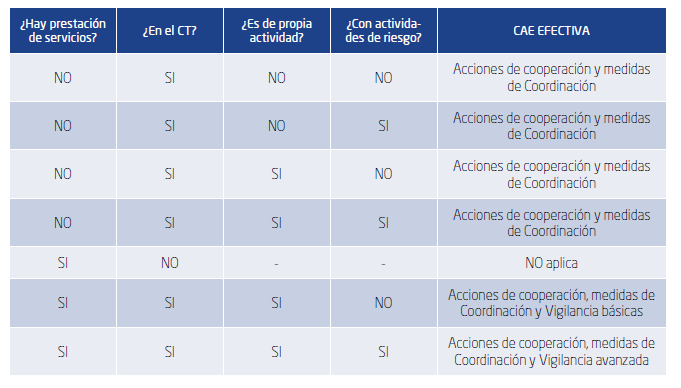 ¿Hay prestación de servicios? ¿En el CT? ¿Es de propia actividad? ¿Con activida-des de riesgo? CAE EFECTIVA
NO SI NO NO Acciones de cooperación y medidas de Coordinación
NO SI NO SI Acciones de cooperación y medidas de Coordinación
NO SI SI NO Acciones de cooperación y medidas de Coordinación
NO SI SI SI Acciones de cooperación y medidas de Coordinación
SI NO - - NO aplica
SI SI SI NO Acciones de cooperación, medidas de Coordinación y Vigilancia básicas
SI SI SI SI Acciones de cooperación, medidas de Coordinación y Vigilancia avanzada